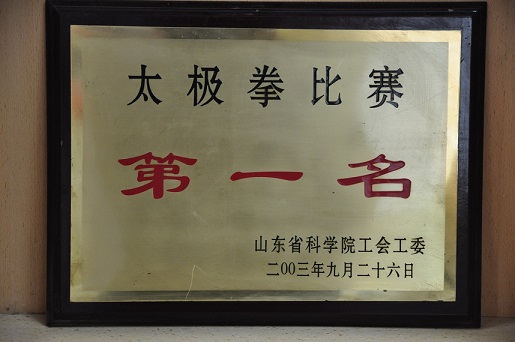 太极拳比赛
第一名
山东省科学院工会工委
二00三年九月二十六日